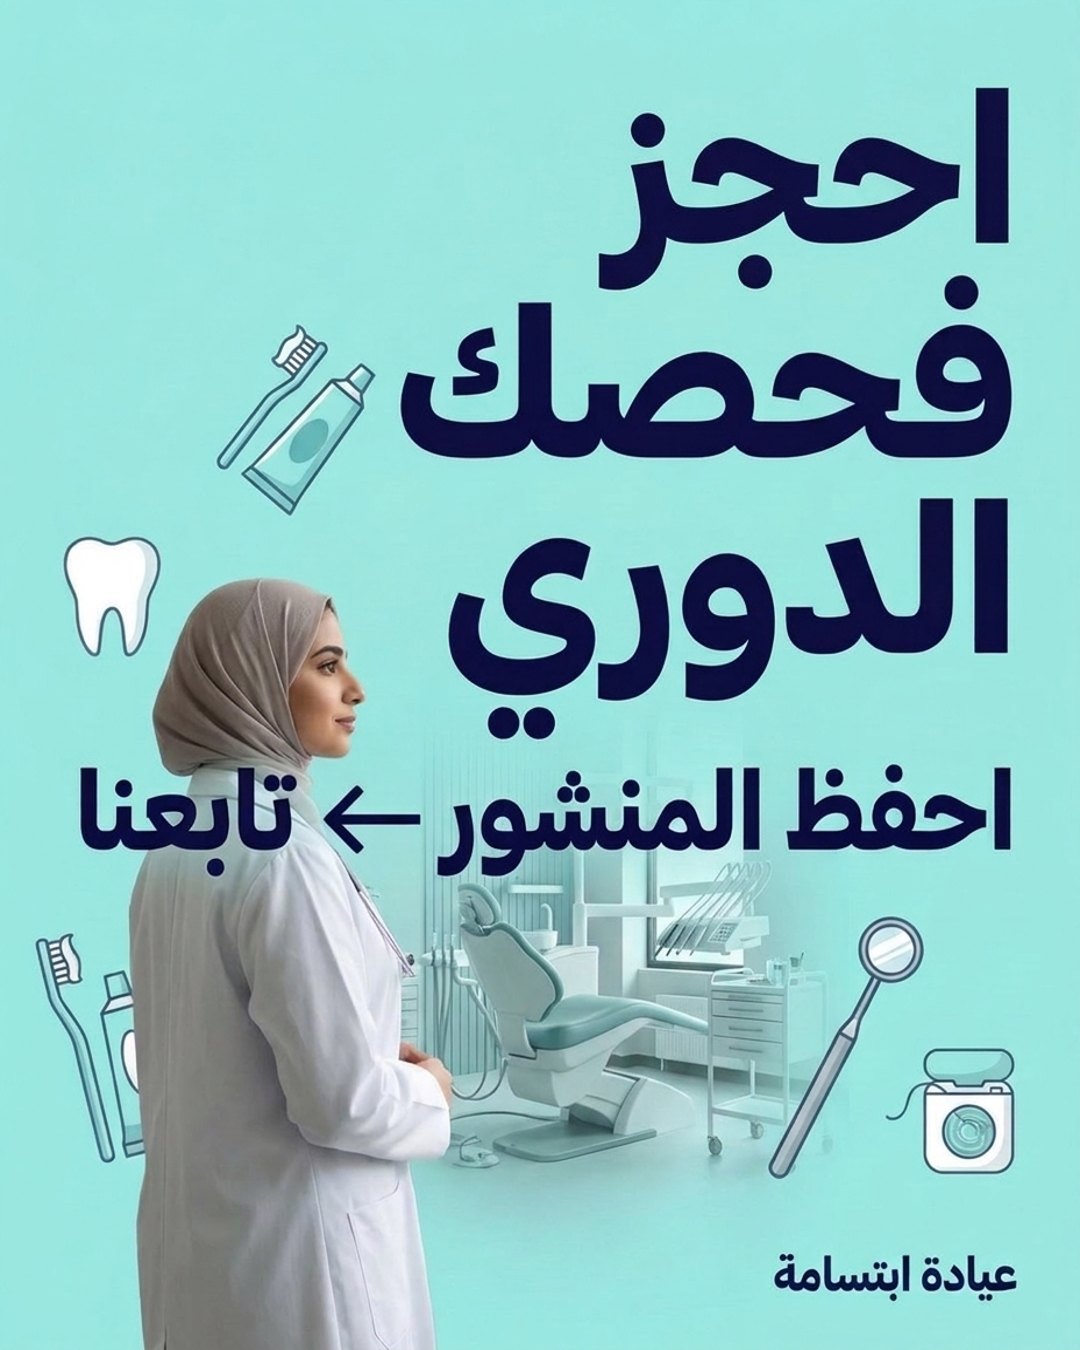 احجز
فحصك
الدوري
احفظ المنشور ← تابعنا
عيادة ابتسامة